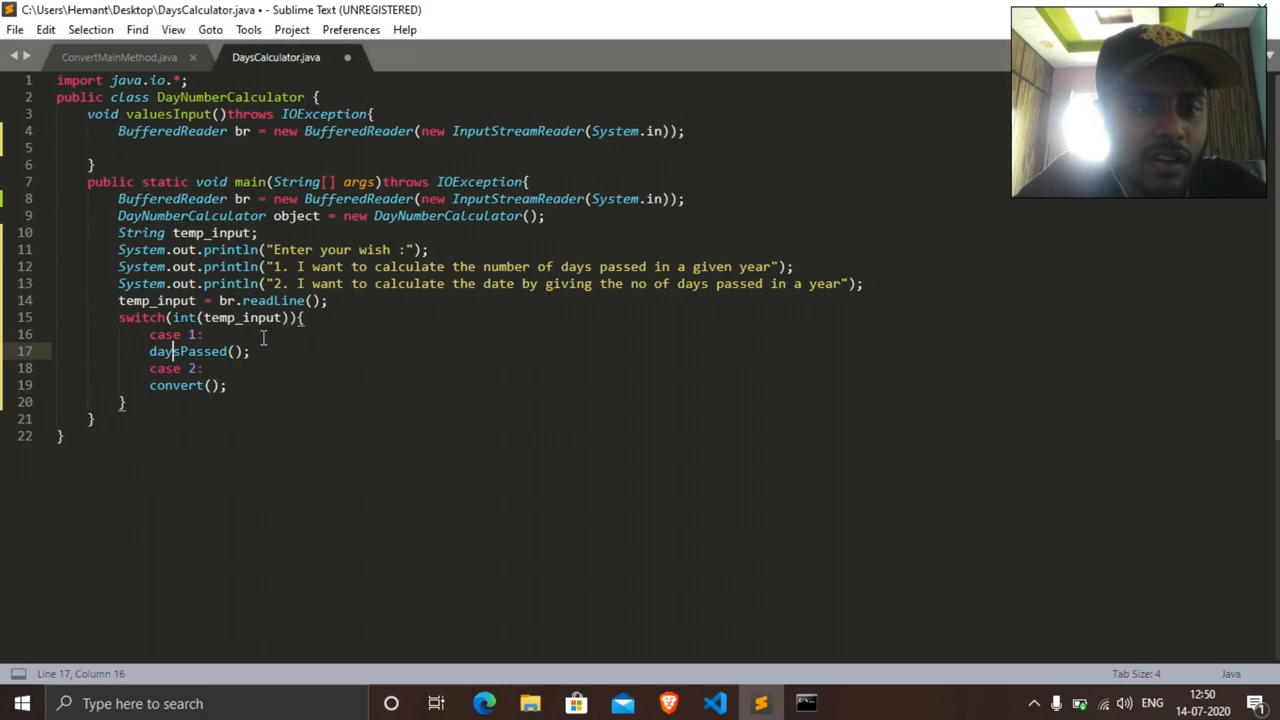 C:\Users\Hemant\Desktop\DaysCalculator.java • - Sublime Text (UNREGISTERED)
File Edit Selection Find View Goto Tools Project Preferences Help
ConvertMainMethod.java × DaysCalculator.java
1 import java.io.*;
2 public class DayNumberCalculator {
3 void valuesInput()throws IOException{
4 BufferedReader br = new BufferedReader(new InputStreamReader(System.in));
5
6 }
7 public static void main(String[] args)throws IOException{
8 BufferedReader br = new BufferedReader(new InputStreamReader(System.in));
9 DayNumberCalculator object = new DayNumberCalculator();
10 String temp_input;
11 System.out.println("Enter your wish :");
12 System.out.println("1. I want to calculate the number of days passed in a given year");
13 System.out.println("2. I want to calculate the date by giving the no of days passed in a year");
14 temp_input = br.readLine();
15 switch(int(temp_input)){
16 case 1:
17 daysPassed();
18 case 2:
19 convert();
20 }
21 }
22 }
Line 17, Column 16 Tab Size: 4 Java
Type here to search
ENG
12:50
14-07-2020
1